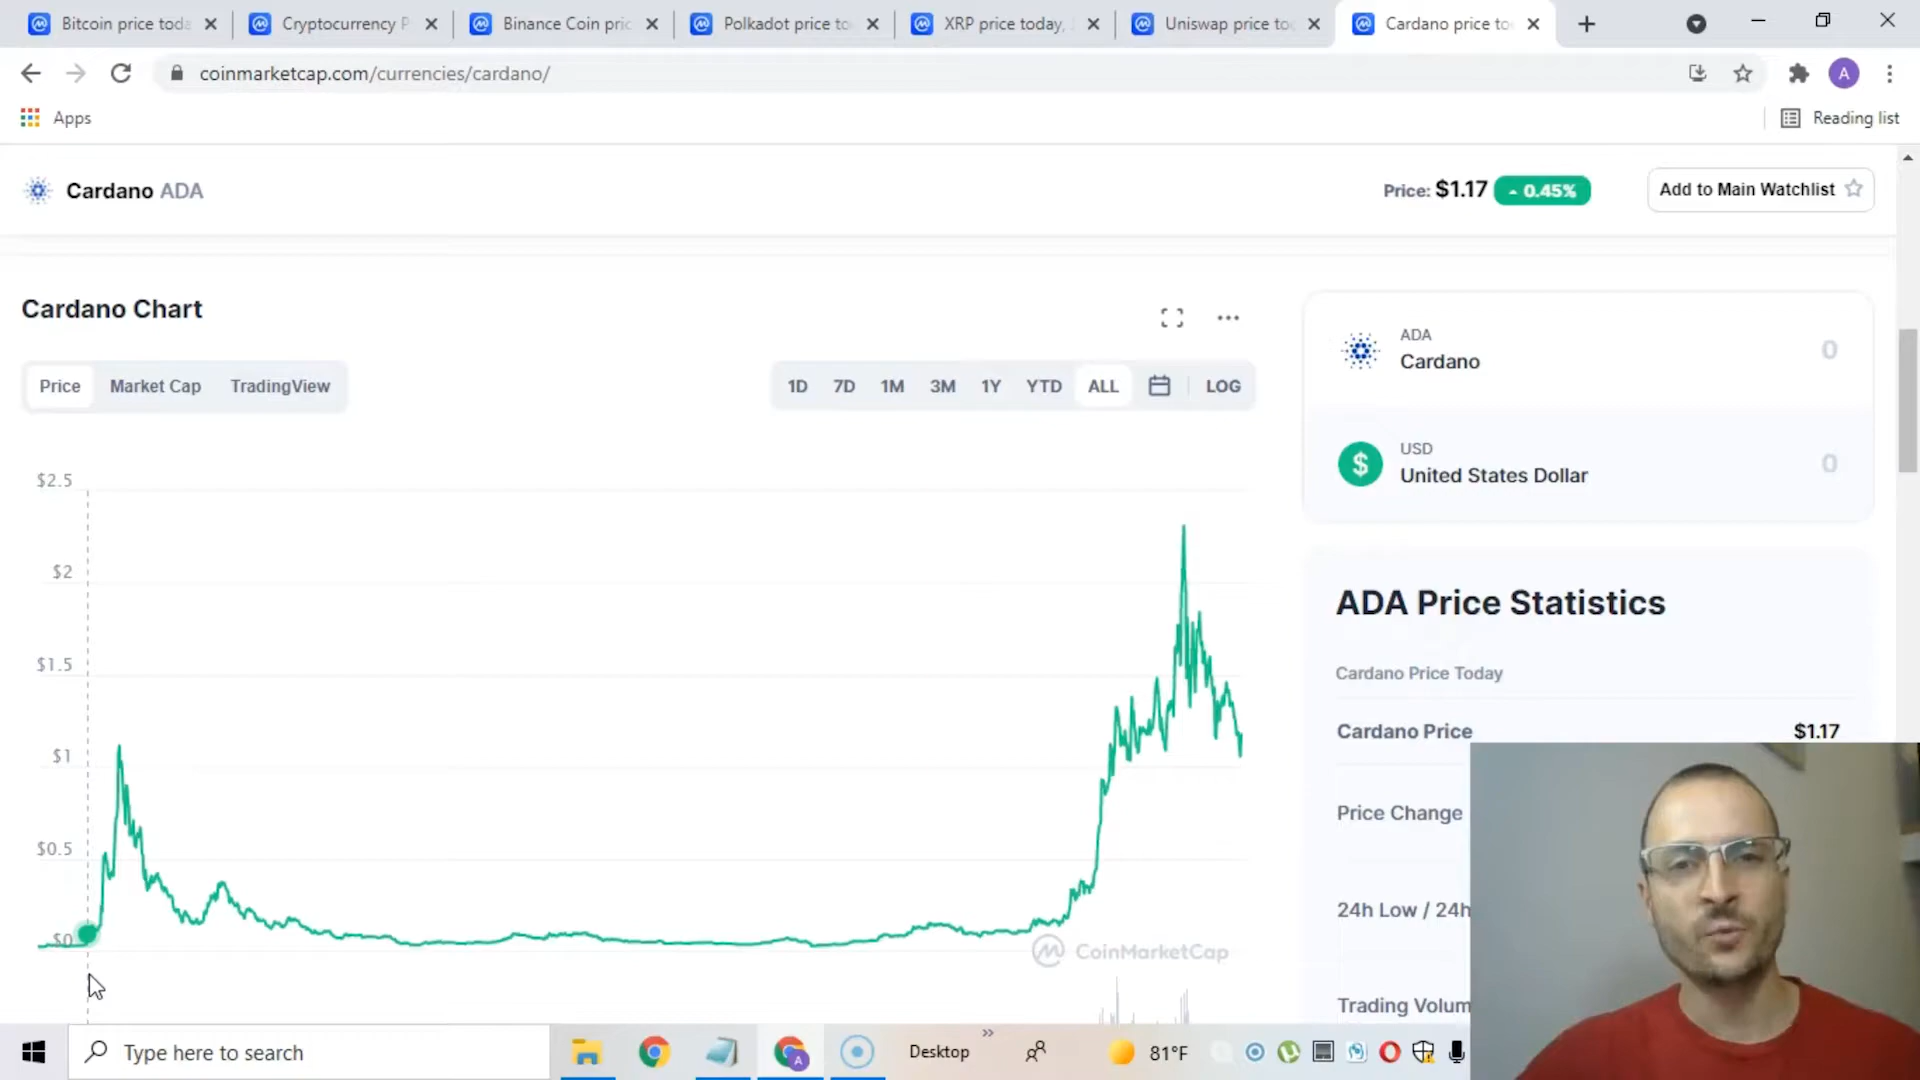 Bitcoin price toda
Cryptocurrency P
Binance Coin pric
Polkadot price to
XRP price today,
Uniswap price to
Cardano price to
coinmarketcap.com/currencies/cardano/
A
Apps
Reading list
Cardano ADA
Price: $1.17
0.45%
Add to Main Watchlist
Cardano Chart
Price
Market Cap
TradingView
1D
7D
1M
3M
1Y
YTD
ALL
LOG
$2.5
$2
$1.5
$1
$0.5
$0
CoinMarketCap
ADA
Cardano
0
USD
United States Dollar
0
ADA Price Statistics
Cardano Price Today
Cardano Price
$1.17
Price Change
24h Low / 24h
Trading Volum
Type here to search
A
Desktop
81°F